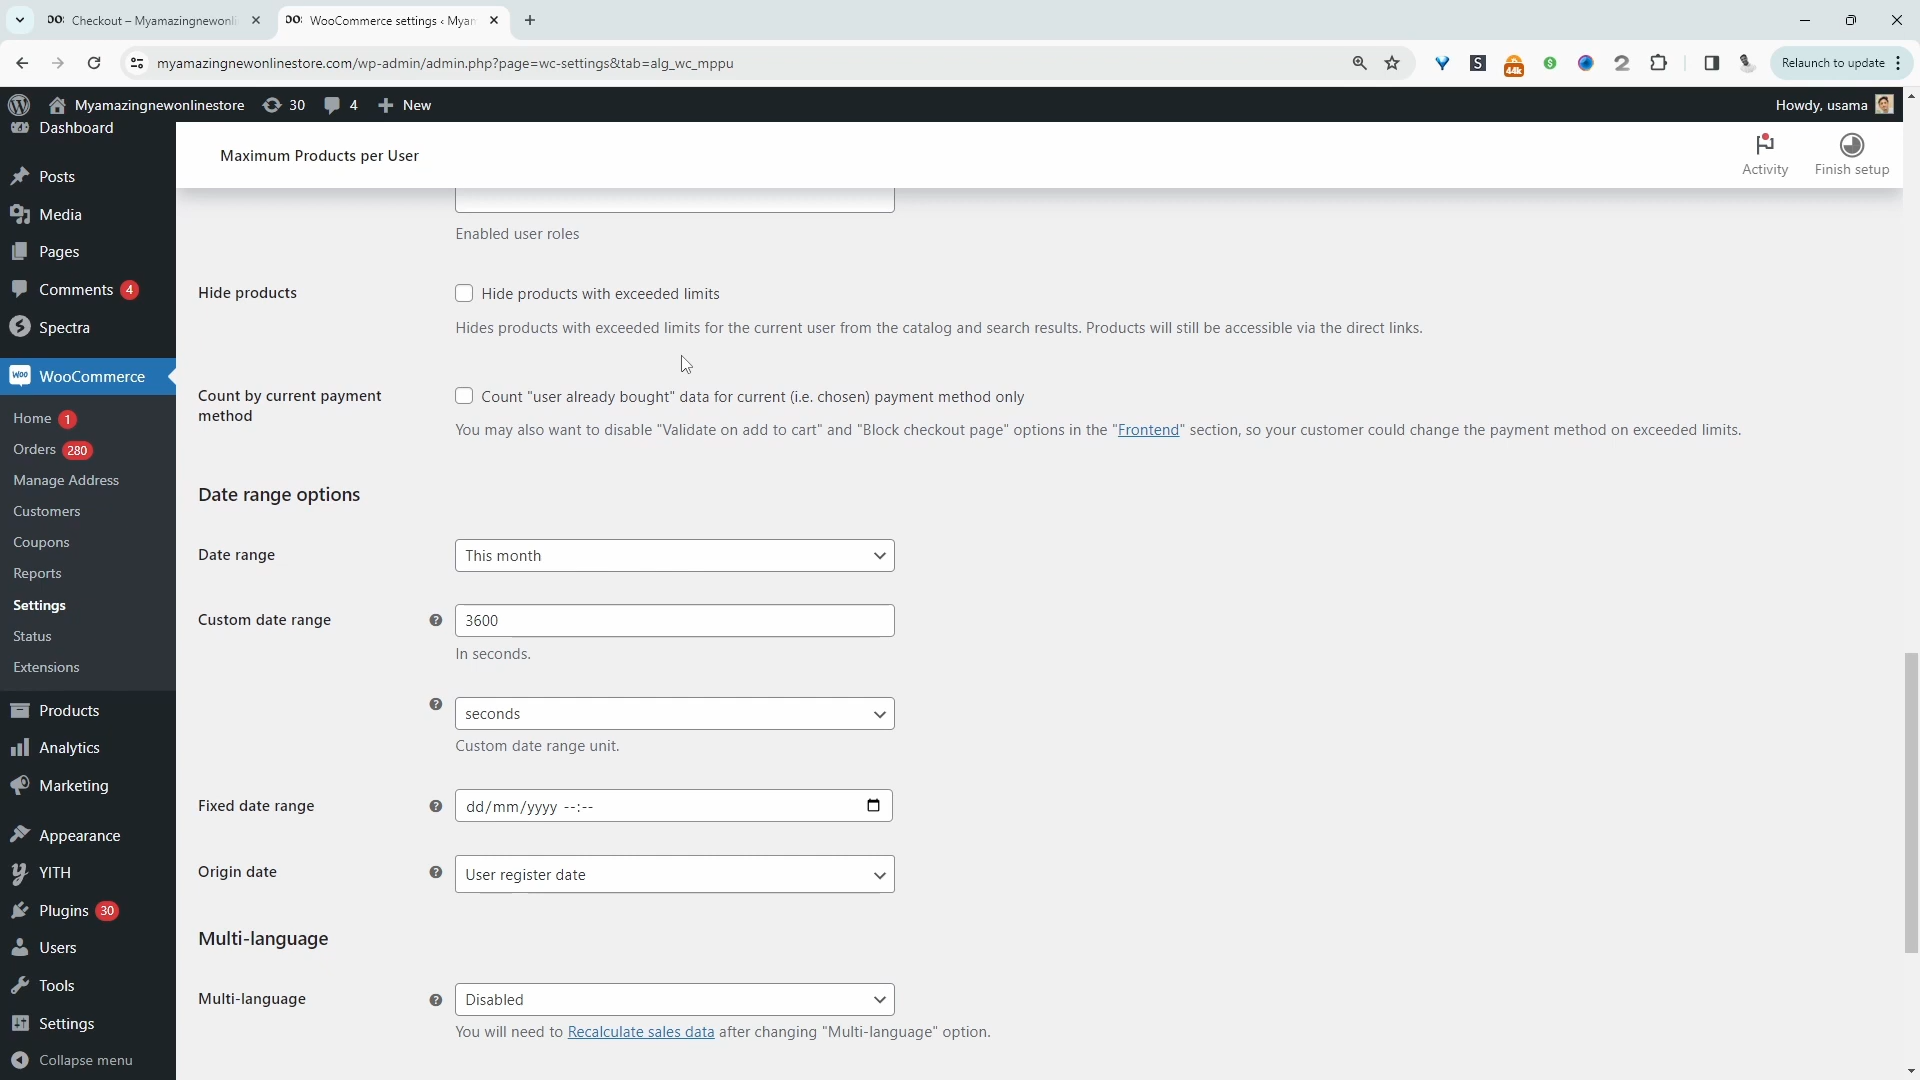 Checkout – Myamazingnewonli
WooCommerce settings ‹ Myam
myamazingnewonlinestore.com/wp-admin/admin.php?page=wc-settings&tab=alg_wc_mppu
S
44k
Relaunch to update
Myamazingnewonlinestore
30
4
New
Howdy, usama
Dashboard
Posts
Media
Pages
Comments 4
Spectra
WooCommerce
Home 1
Orders 280
Manage Address
Customers
Coupons
Reports
Settings
Status
Extensions
Products
Analytics
Marketing
Appearance
YITH
Plugins 30
Users
Tools
Settings
Collapse menu
Maximum Products per User
Activity
Finish setup
Enabled user roles
Hide products
Hide products with exceeded limits
Hides products with exceeded limits for the current user from the catalog and search results. Products will still be accessible via the direct links.
Count by current payment method
Count "user already bought" data for current (i.e. chosen) payment method only
You may also want to disable "Validate on add to cart" and "Block checkout page" options in the "Frontend" section, so your customer could change the payment method on exceeded limits.
Date range options
Date range
This month
Custom date range
3600
In seconds.
seconds
Custom date range unit.
Fixed date range
dd/mm/yyyy --:--
Origin date
User register date
Multi-language
Multi-language
Disabled
You will need to Recalculate sales data after changing "Multi-language" option.